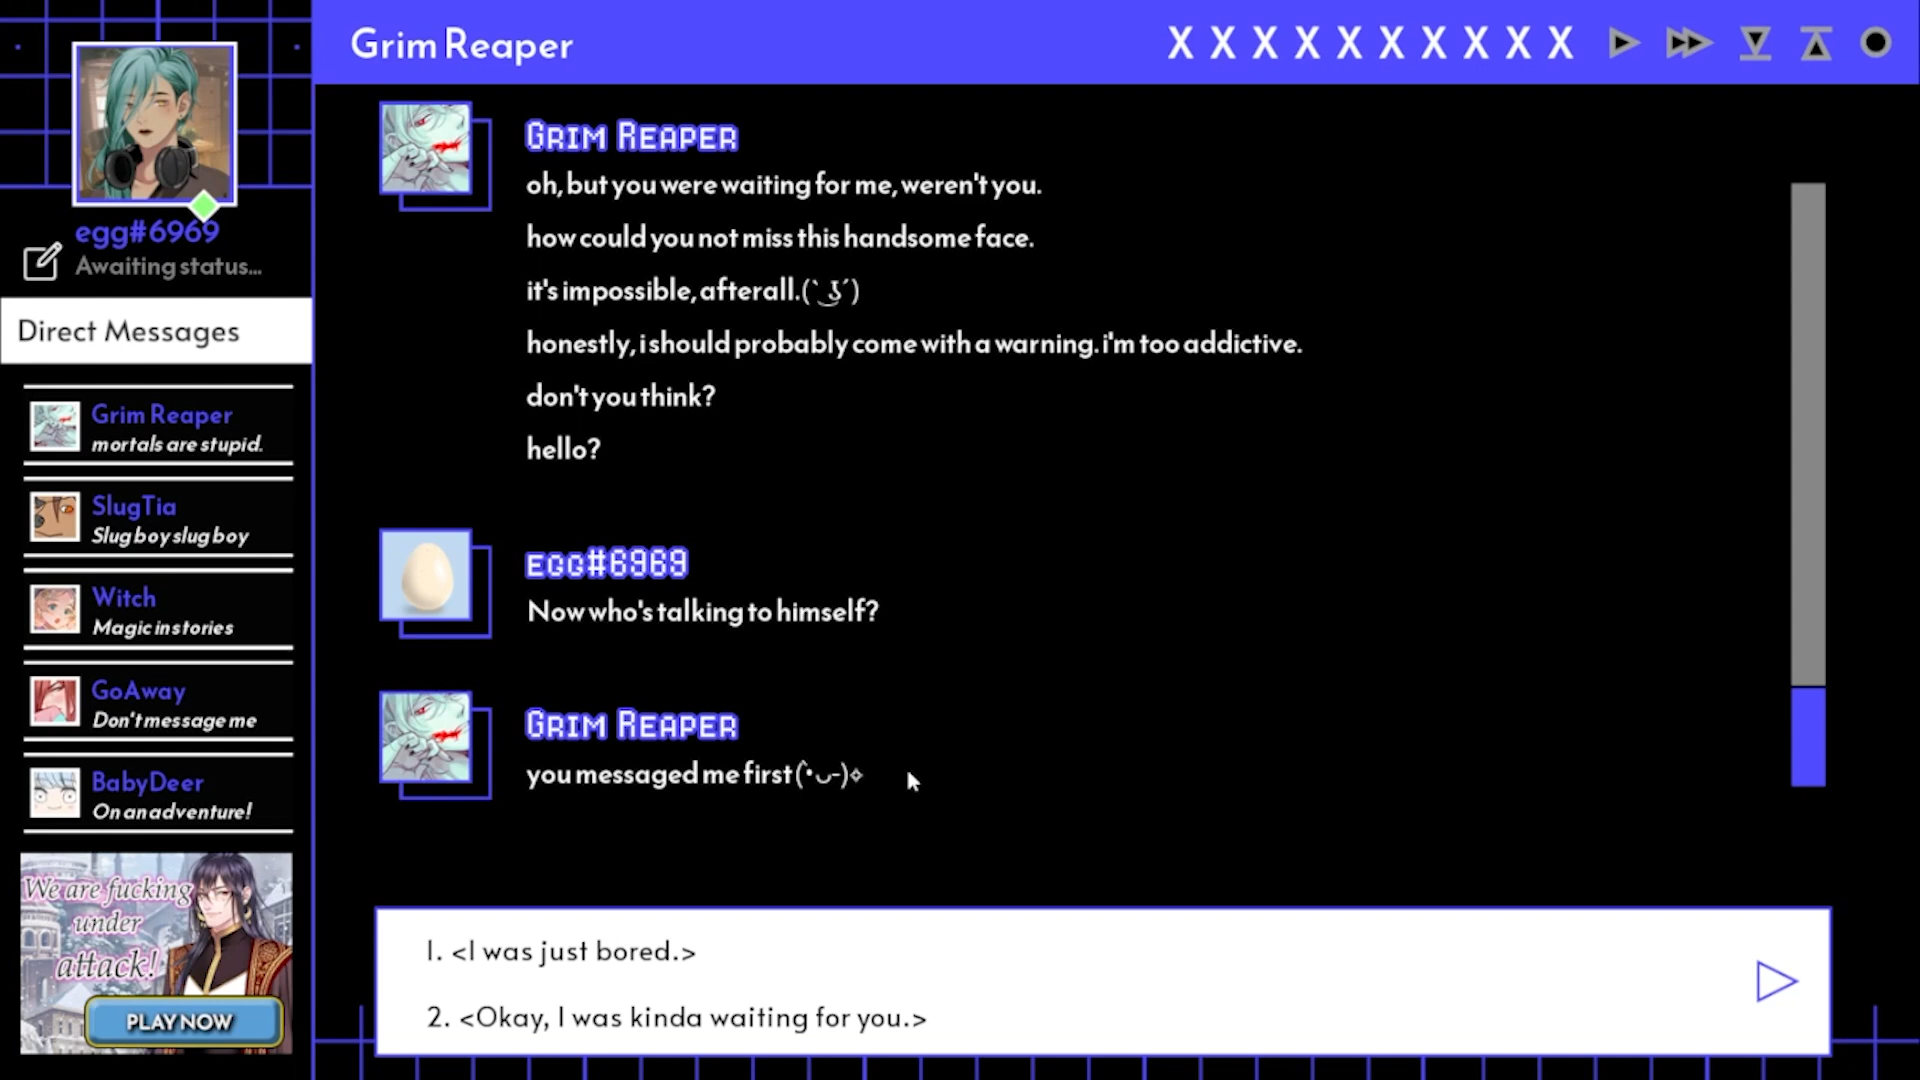 Grim Reaper
X X X X X X X X X X
egg#6969
Awaiting status...
Direct Messages
Grim Reaper
mortals are stupid.
SlugTia
Slug boy slug boy
Witch
Magic in stories
GoAway
Don't message me
BabyDeer
On an adventure!
We are fucking
under
attack!
PLAY NOW
Grim Reaper
oh, but you were waiting for me, weren't you.
how could you not miss this handsome face.
it's impossible, afterall.(` ͜ʖ´)
honestly, i should probably come with a warning. i'm too addictive.
don't you think?
hello?
egg#6969
Now who's talking to himself?
Grim Reaper
you messaged me first (^•ᴗ-)✧
1. <I was just bored.>
2. <Okay, I was kinda waiting for you.>